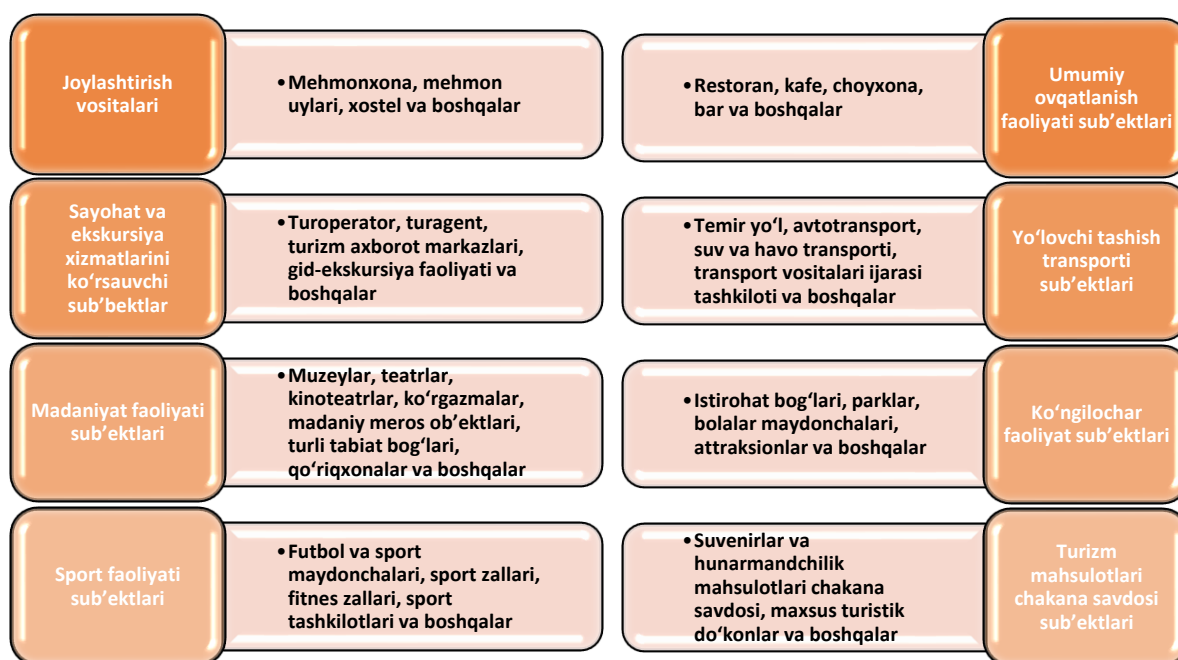 Joylashtirish
vositalari
•Mehmonxona, mehmon
uylari, xostel va boshqalar
•Restoran, kafe, choyxona,
bar va boshqalar
Umumiy
ovqatlanish
faoliyati sub’ektlari
Sayohat va
ekskursiya
xizmatlarini
ko‘rsauvchi
sub’bektlar
•Turoperator, turagent,
turizm axborot markazlari,
gid-ekskursiya faoliyati va
boshqalar
•Temir yo‘l, avtotransport,
suv va havo transporti,
transport vositalari ijarasi
tashkiloti va boshqalar
Yo‘lovchi tashish
transporti
sub’ektlari
Madaniyat faoliyati
sub’ektlari
•Muzeylar, teatrlar,
kinoteatrlar, ko‘rgazmalar,
madaniy meros ob’ektlari,
turli tabiat bog‘lari,
qo‘riqxonalar va boshqalar
•Istirohat bog‘lari, parklar,
bolalar maydonchalari,
attraksionlar va boshqalar
Ko‘ngilochar
faoliyat sub’ektlari
Sport faoliyati
sub’ektlari
•Futbol va sport
maydonchalari, sport zallari,
fitnes zallari, sport
tashkilotlari va boshqalar
•Suvenirlar va
hunarmandchilik
mahsulotlari chakana
savdosi, maxsus turistik
do‘konlar va boshqalar
Turizm
mahsulotlari
chakana savdosi
sub’ektlari